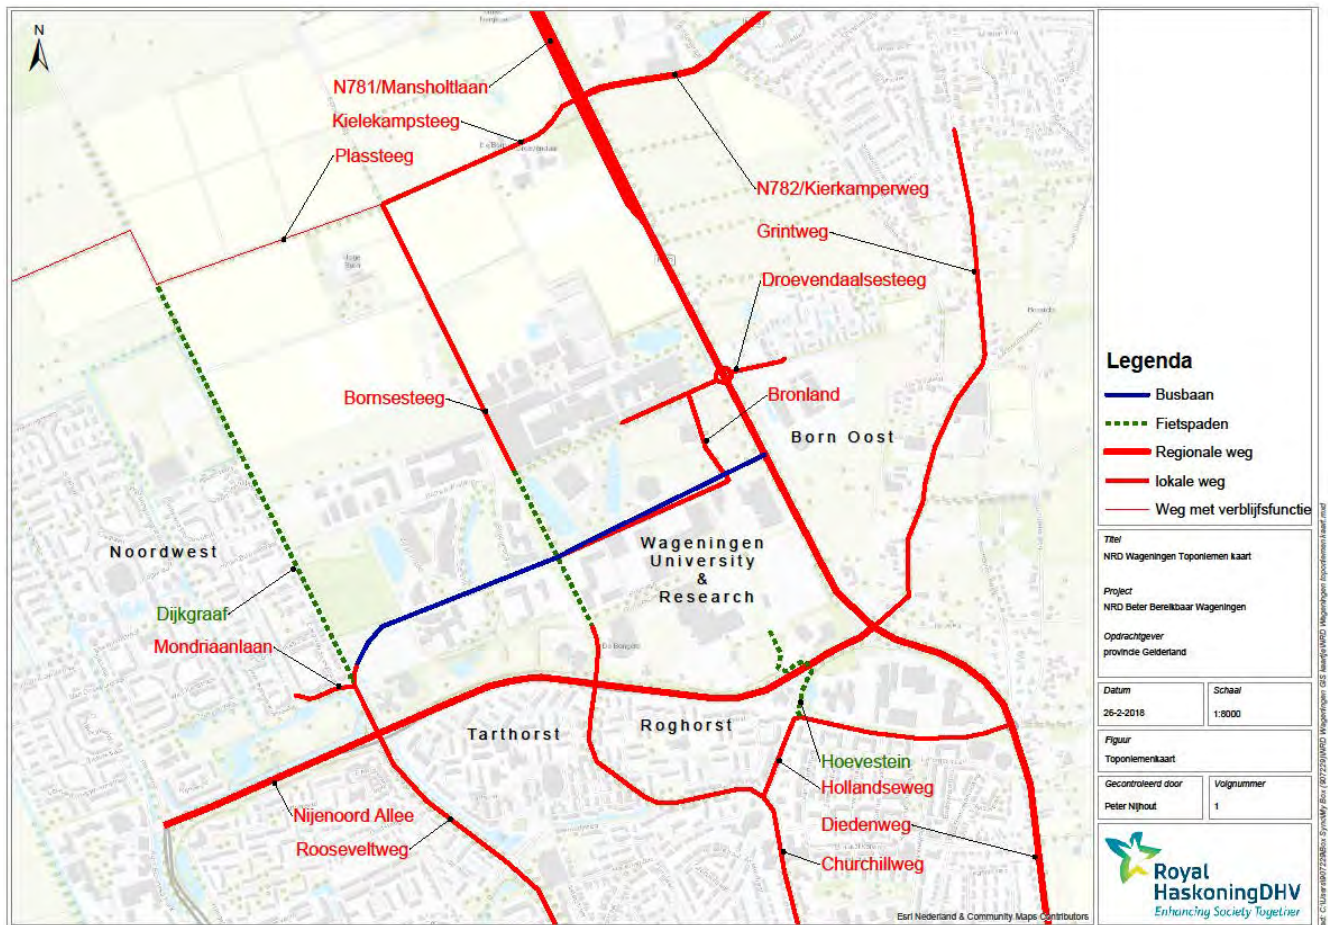 N
N781/Mansholtlaan
Kielekampsteeg
Plassteeg
N782/Kierkamperweg
Grintweg
Droevendaalsesteeg
Bornsesteeg
Bronland
Born Oost
Noordwest
Wageningen
University
&
Research
Dijkgraaf
Mondriaanlaan
Tarthorst
Roghorst
Hoevestein
Hollandseweg
Nijenoord Allee
Diedenweg
Rooseveltweg
Churchillweg
Esri Nederland & Community Maps Contributors
Legenda
Busbaan
Fietspaden
Regionale weg
lokale weg
Weg met verblijfsfunctie
Titel
NRD Wageningen Toponiemen kaart
Project
NRD Beter Bereikbaar Wageningen
Opdrachtgever
provincie Gelderland
Datum
26-2-2018
Schaal
1:8000
Figuur
Toponiemenkaart
Gecontroleerd door
Peter Nijhout
Volgnummer
1
Royal
HaskoningDHV
Enhancing Society Together